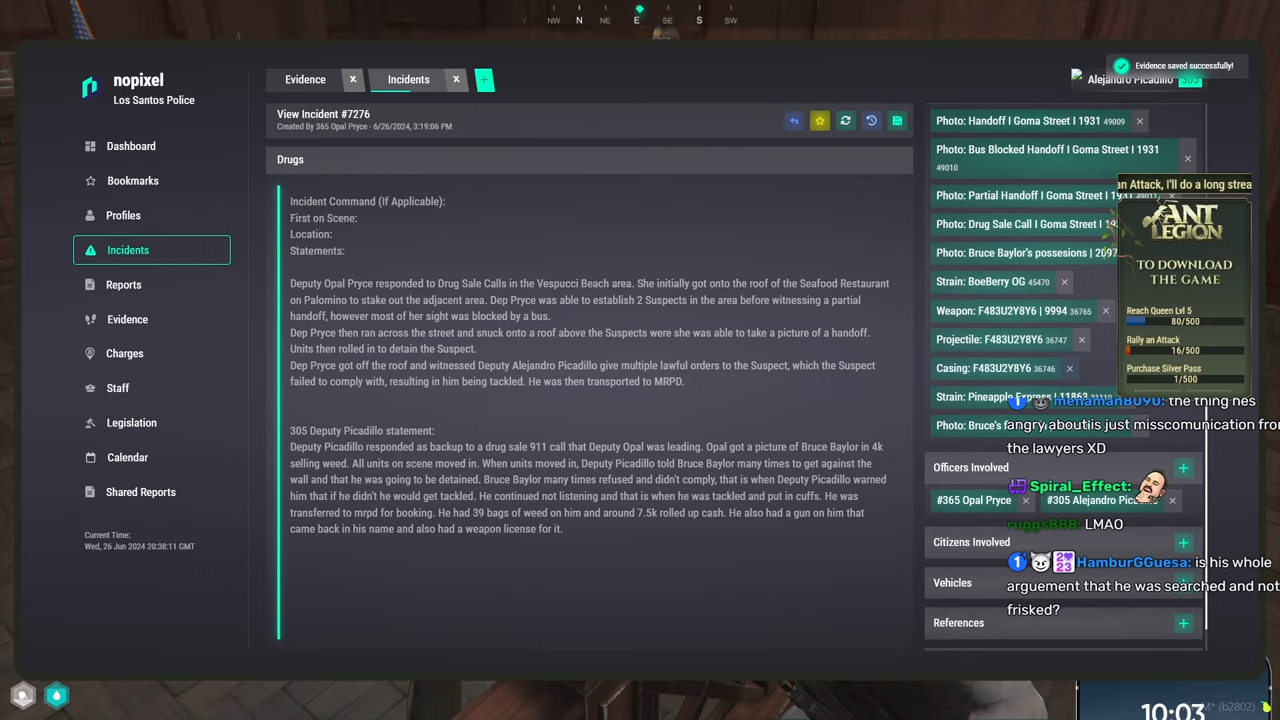 NW
N
NE
E
SE
S
SW
nopixel
Los Santos Police
Dashboard
Bookmarks
Profiles
Incidents
Reports
Evidence
Charges
Staff
Legislation
Calendar
Shared Reports
Current Time:
Wed, 26 Jun 2024 20:38:11 GMT
Evidence x
Incidents x
+
View Incident #7276
Created By 365 Opal Pryce · 6/26/2024, 3:19:06 PM
Drugs
Incident Command (If Applicable):
First on Scene:
Location:
Statements:
Deputy Opal Pryce responded to Drug Sale Calls in the Vespucci Beach area. She initially got onto the roof of the Seafood Restaurant
on Palomino to stake out the adjacent area. Dep Pryce was able to establish 2 Suspects in the area before witnessing a partial
handoff, however most of her sight was blocked by a bus.
Dep Pryce then ran across the street and snuck onto a roof above the Suspects were she was able to take a picture of a handoff.
Units then rolled in to detain the Suspect.
Dep Pryce got off the roof and witnessed Deputy Alejandro Picadillo give multiple lawful orders to the Suspect, which the Suspect
failed to comply with, resulting in him being tackled. He was then transported to MRPD.
305 Deputy Picadillo statement:
Deputy Picadillo responded as backup to a drug sale 911 call that Deputy Opal was leading. Opal got a picture of Bruce Baylor in 4k
selling weed. All units on scene moved in. When units moved in, Deputy Picadillo told Bruce Baylor many times to get against the
wall and that he was going to be detained. Bruce Baylor many times refused and didn't comply, that is when Deputy Picadillo warned
him that if he didn't he would get tackled. He continued not listening and that is when he was tackled and put in cuffs. He was
transferred to mrpd for booking. He had 39 bags of weed on him and around 7.5k rolled up cash. He also had a gun on him that
came back in his name and also had a weapon license for it.
Evidence saved successfully!
Alejandro Picadillo 305
Photo: Handoff I Goma Street I 1931 49009 x
Photo: Bus Blocked Handoff I Goma Street I 1931
49010 x
Photo: Partial Handoff I Goma Street I
Photo: Drug Sale Call I Goma Street I
Photo: Bruce Baylor's possesions |
Strain: BoeBerry OG 45470 x
Weapon: F483U2Y8Y6 | 9994 36765 x
Projectile: F483U2Y8Y6 36747 x
Casing: F483U2Y8Y6 36746 x
Strain: Pineapple Express | 11863
Photo: Bruce's
Officers Involved +
#365 Opal Pryce x
#305 Alejandro x
Citizens Involved +
Vehicles
References +
an Attack, I'll do a long strea
ANT
LEGION
TO DOWNLOAD
THE GAME
Reach Queen Lvl 5
80/500
Rally an Attack
16/500
Purchase Silver Pass
1/500
menaman8090: the thing hes
angry about is just misscomunication from
the lawyers XD
Spiral_Effect:
ruggs888: LMAO
HamburGGuesa: is his whole
arguement that he was searched and not
frisked?
10:03
(b2802)